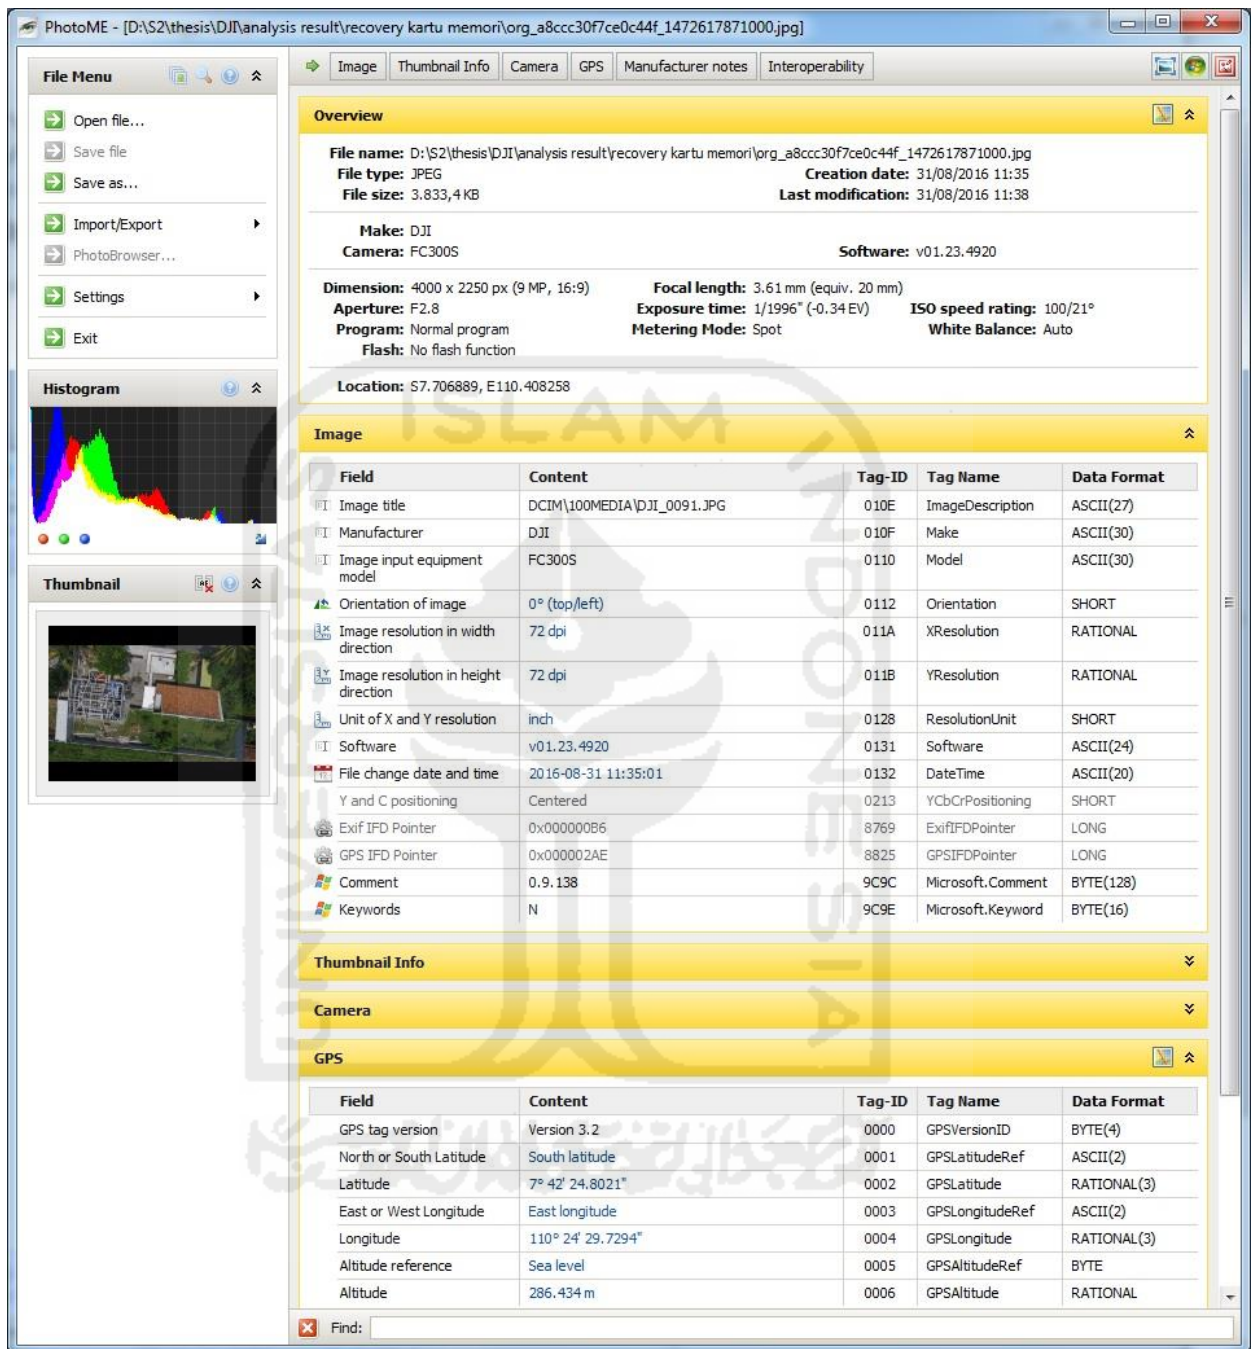 PhotoME - [D:\S2\thesis\DJI\analysis result\recovery kartu memori\org_a8ccc30f7ce0c44f_1472617871000.jpg]
File Menu
Open file...
Save file
Save as...
Import/Export
PhotoBrowser...
Settings
Exit
Histogram
Thumbnail
Image Thumbnail Info Camera GPS Manufacturer notes Interoperability
Overview
File name: D:\S2\thesis\DJI\analysis result\recovery kartu memori\org_a8ccc30f7ce0c44f_1472617871000.jpg
File type: JPEG Creation date: 31/08/2016 11:35
File size: 3.833,4 KB Last modification: 31/08/2016 11:38
Make: DJI
Camera: FC300S Software: v01.23.4920
Dimension: 4000 x 2250 px (9 MP, 16:9) Focal length: 3.61 mm (equiv. 20 mm)
Aperture: F2.8 Exposure time: 1/1996" (-0.34 EV) ISO speed rating: 100/21°
Program: Normal program Metering Mode: Spot White Balance: Auto
Flash: No flash function
Location: S7.706889, E110.408258
Image
Field Content Tag-ID Tag Name Data Format
Image title DCIM\100MEDIA\DJI_0091.JPG 010E ImageDescription ASCII(27)
Manufacturer DJI 010F Make ASCII(30)
Image input equipment model FC300S 0110 Model ASCII(30)
Orientation of image 0° (top/left) 0112 Orientation SHORT
Image resolution in width direction 72 dpi 011A XResolution RATIONAL
Image resolution in height direction 72 dpi 011B YResolution RATIONAL
Unit of X and Y resolution inch 0128 ResolutionUnit SHORT
Software v01.23.4920 0131 Software ASCII(24)
File change date and time 2016-08-31 11:35:01 0132 DateTime ASCII(20)
Y and C positioning Centered 0213 YCbCrPositioning SHORT
Exif IFD Pointer 0x000000B6 8769 ExifIFDPointer LONG
GPS IFD Pointer 0x000002AE 8825 GPSIFDPointer LONG
Comment 0.9.138 9C9C Microsoft.Comment BYTE(128)
Keywords N 9C9E Microsoft.Keyword BYTE(16)
Thumbnail Info
Camera
GPS
Field Content Tag-ID Tag Name Data Format
GPS tag version Version 3.2 0000 GPSVersionID BYTE(4)
North or South Latitude South latitude 0001 GPSLatitudeRef ASCII(2)
Latitude 7° 42' 24.8021" 0002 GPSLatitude RATIONAL(3)
East or West Longitude East longitude 0003 GPSLongitudeRef ASCII(2)
Longitude 110° 24' 29.7294" 0004 GPSLongitude RATIONAL(3)
Altitude reference Sea level 0005 GPSAltitudeRef BYTE
Altitude 286.434 m 0006 GPSAltitude RATIONAL
Find:
UNIVERSITAS
ISLAM
INDONESIA